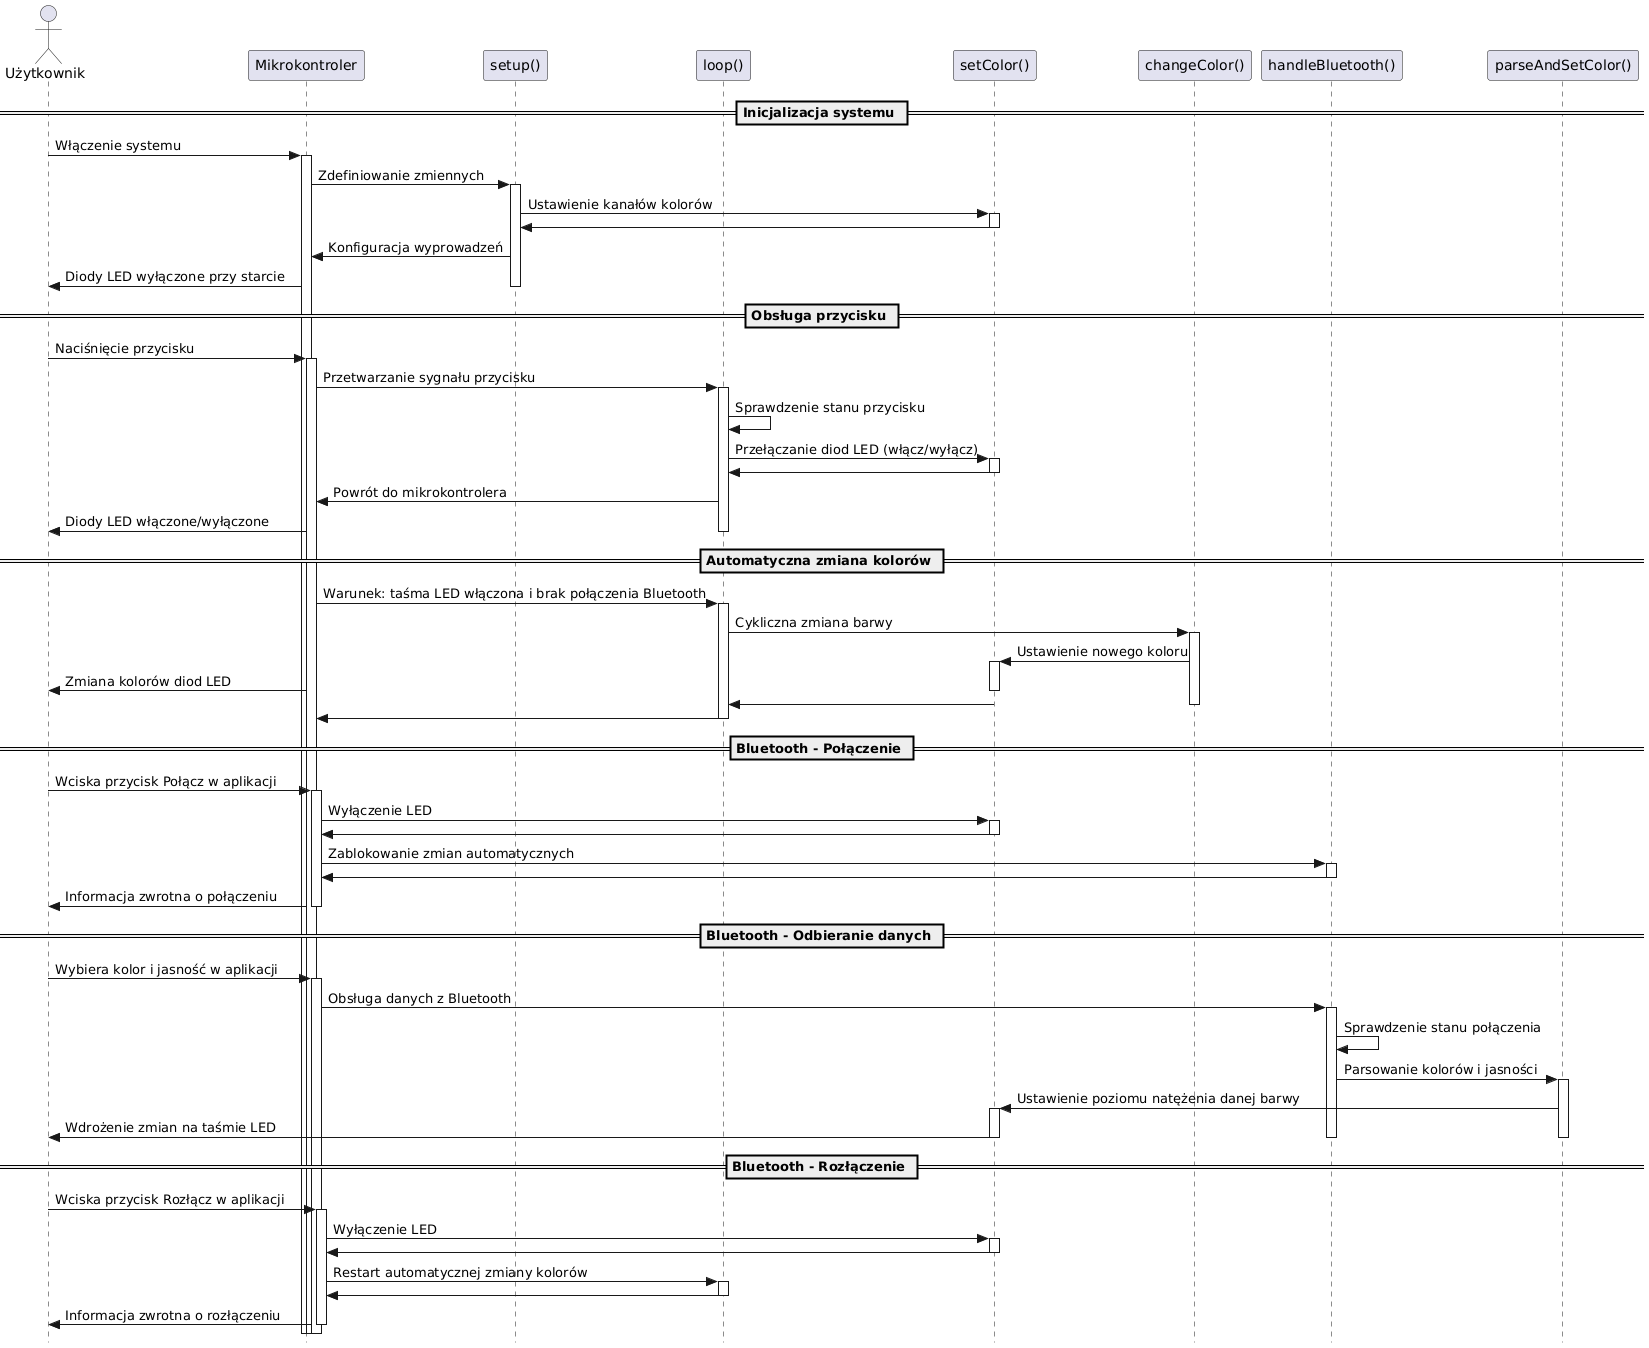 Użytkownik
Mikrokontroler
setup()
loop()
setColor()
changeColor()
handleBluetooth()
parseAndSetColor()
Inicjalizacja systemu
Włączenie systemu
Zdefiniowanie zmiennych
Ustawienie kanałów kolorów
Konfiguracja wyprowadzeń
Diody LED wyłączone przy starcie
Obsługa przycisku
Naciśnięcie przycisku
Przetwarzanie sygnału przycisku
Sprawdzenie stanu przycisku
Przełączanie diod LED (włącz/wyłącz)
Powrót do mikrokontrolera
Diody LED włączone/wyłączone
Automatyczna zmiana kolorów
Warunek: taśma LED włączona i brak połączenia Bluetooth
Cykliczna zmiana barwy
Ustawienie nowego koloru
Zmiana kolorów diod LED
Bluetooth - Połączenie
Wciska przycisk Połącz w aplikacji
Wyłączenie LED
Zablokowanie zmian automatycznych
Informacja zwrotna o połączeniu
Bluetooth - Odbieranie danych
Wybiera kolor i jasność w aplikacji
Obsługa danych z Bluetooth
Sprawdzenie stanu połączenia
Parsowanie kolorów i jasności
Ustawienie poziomu natężenia danej barwy
Wdrożenie zmian na taśmie LED
Bluetooth - Rozłączenie
Wciska przycisk Rozłącz w aplikacji
Wyłączenie LED
Restart automatycznej zmiany kolorów
Informacja zwrotna o rozłączeniu